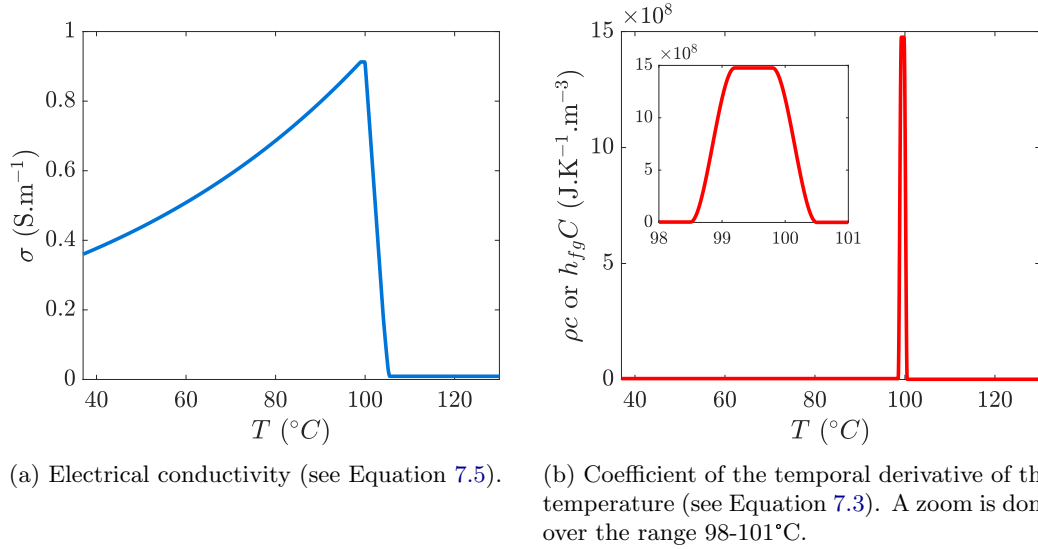 1
0.8
0.6
0.4
0.2
0
40 60 80 100 120
T (°C)
σ (S.m⁻¹)
(a) Electrical conductivity (see Equation 7.5).
×10⁸
15
10
5
0
40 60 80 100 120
T (°C)
ρc or h_{fg}C (J.K⁻¹.m⁻³)
×10⁸
15
10
5
0
98 99 100 101
(b) Coefficient of the temporal derivative of th
temperature (see Equation 7.3). A zoom is don
over the range 98-101°C.